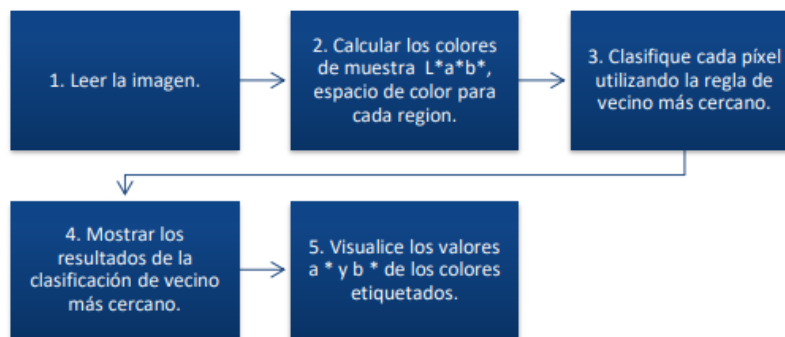 1. Leer la imagen.
2. Calcular los colores
de muestra L*a*b*,
espacio de color para
cada region.
3. Clasifique cada píxel
utilizando la regla de
vecino más cercano.
4. Mostrar los
resultados de la
clasificación de vecino
más cercano.
5. Visualice los valores
a * y b * de los colores
etiquetados.